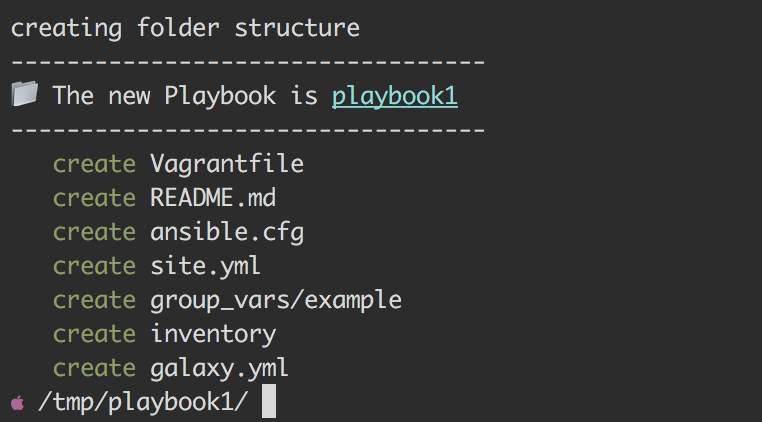 creating folder structure
----------------------------------
The new Playbook is playbook1
----------------------------------
create Vagrantfile
create README.md
create ansible.cfg
create site.yml
create group_vars/example
create inventory
create galaxy.yml
/tmp/playbook1/